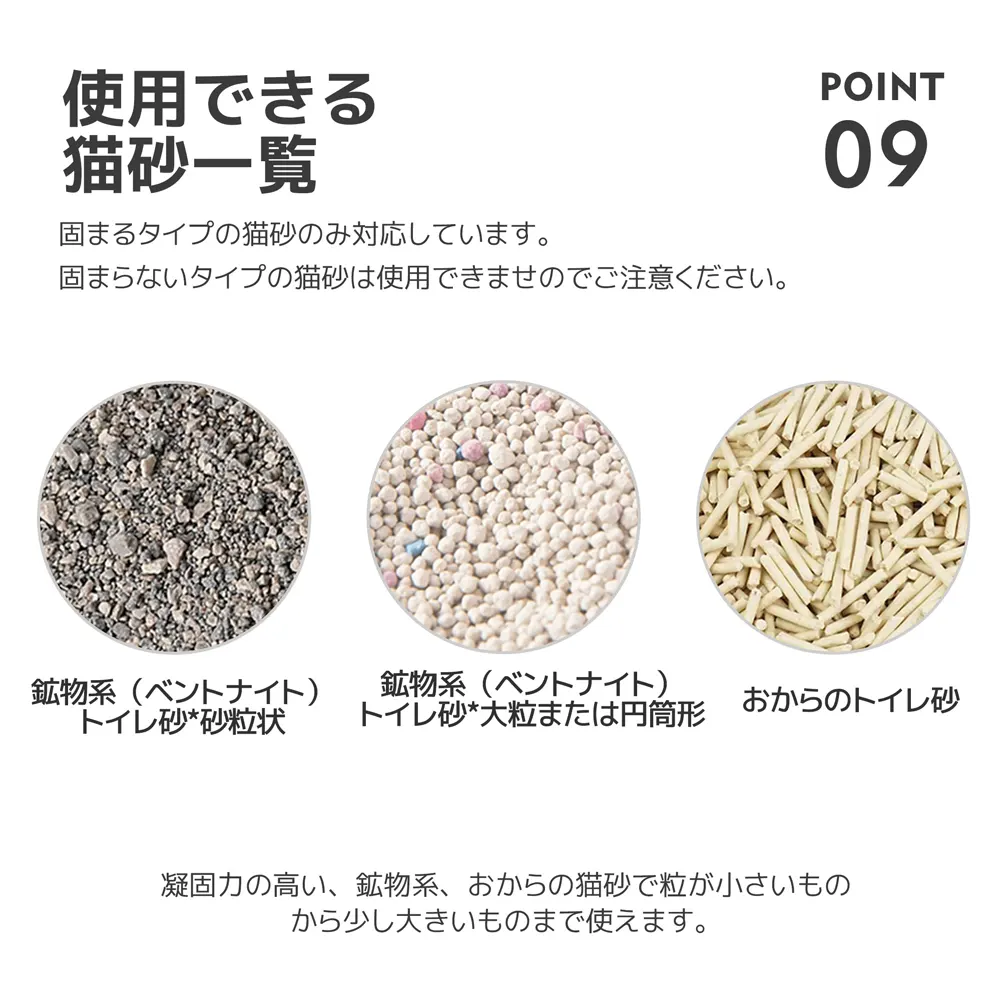 使用できる
猫砂一覧
POINT
09
固まるタイプの猫砂のみ対応しています。
固まらないタイプの猫砂は使用できませのでご注意ください。
鉱物系（ベントナイト）
トイレ砂*砂粒状
鉱物系（ベントナイト）
トイレ砂*大粒または円筒形
おからのトイレ砂
凝固力の高い、鉱物系、おからの猫砂で粒が小さいもの
から少し大きいものまで使えます。